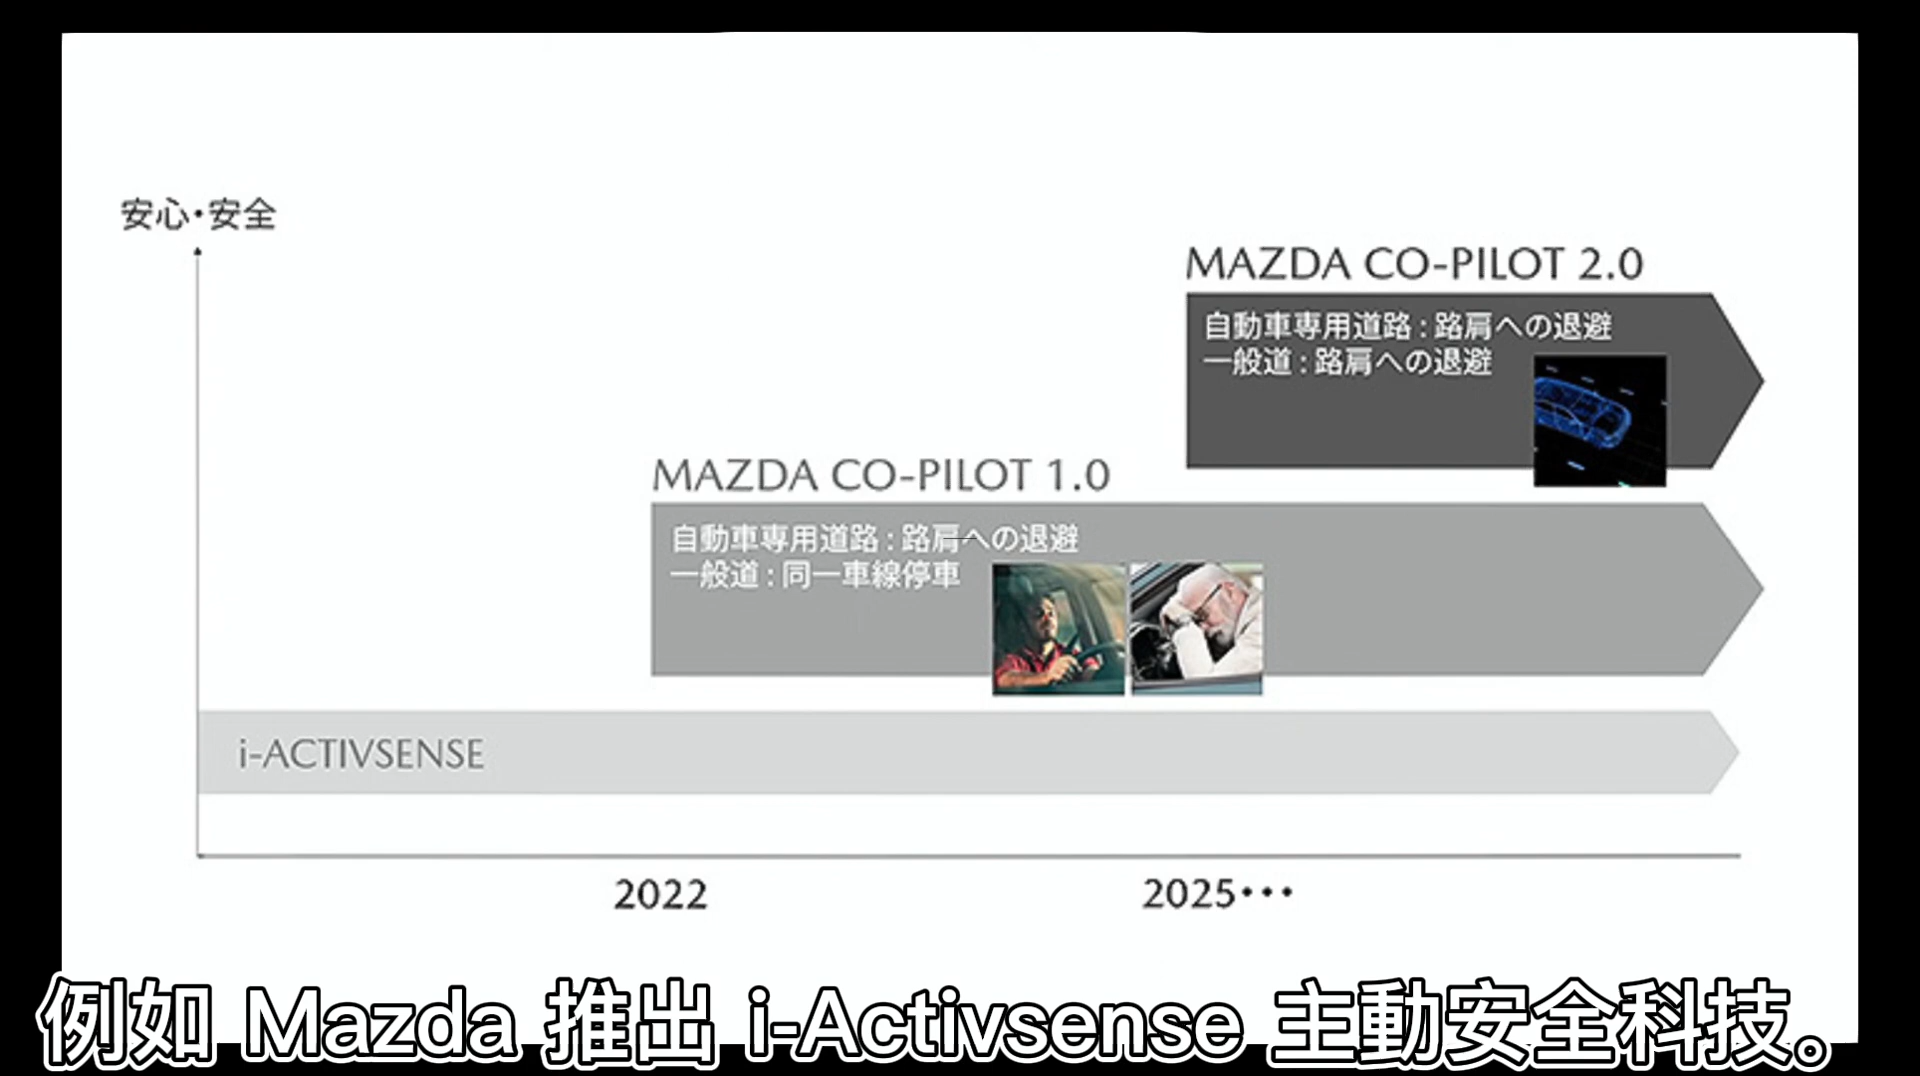 安心・安全
MAZDA CO-PILOT 2.0
自動車専用道路：路肩への退避
一般道：路肩への退避
MAZDA CO-PILOT 1.0
自動車専用道路：路肩への退避
一般道：同一車線停車
i-ACTIVSENSE
2022
2025･･･
例如 Mazda 推出 i-Activsense 主動安全科技。